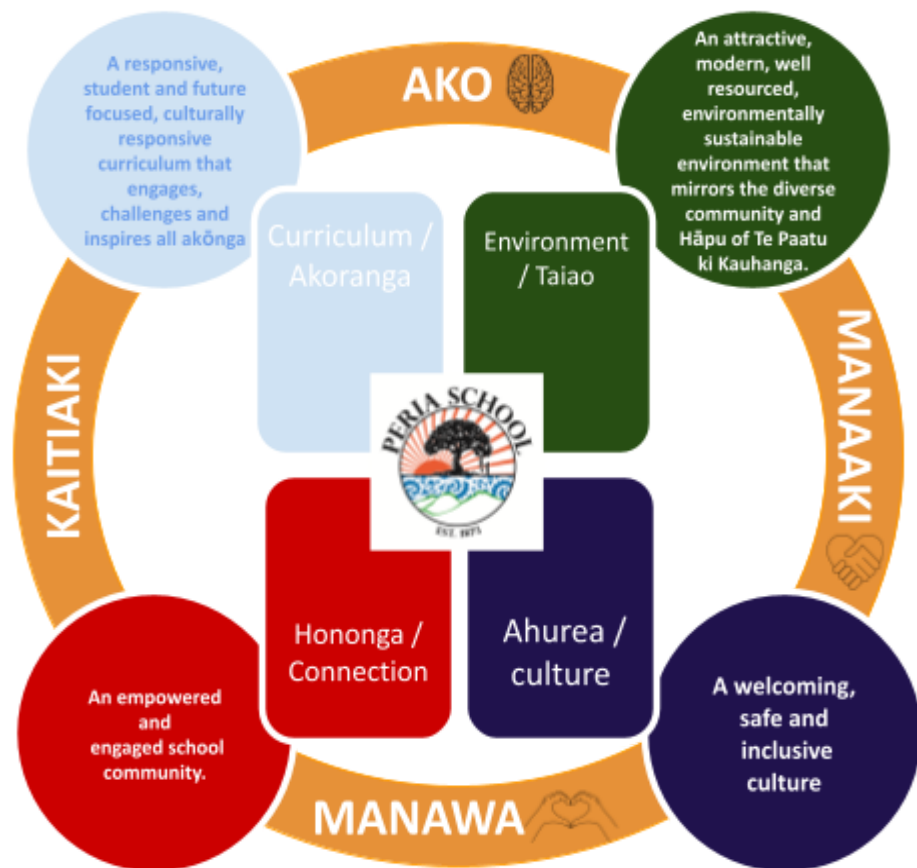 AKO
A responsive,
student and future
focused, culturally
responsive
curriculum that
engages,
challenges and
inspires all akōnga
An attractive,
modern, well
resourced,
environmentally
sustainable
environment that
mirrors the diverse
community and
Hāpu of Te Paatu
ki Kauhanga.
Curriculum /
Akoranga
Environment
/ Taiao
KAITIAKI
MANAAKI
PERIA SCHOOL
EST. 1873
Hononga /
Connection
Ahurea /
culture
An empowered
and
engaged school
community.
A welcoming,
safe and
inclusive
culture
MANAWA